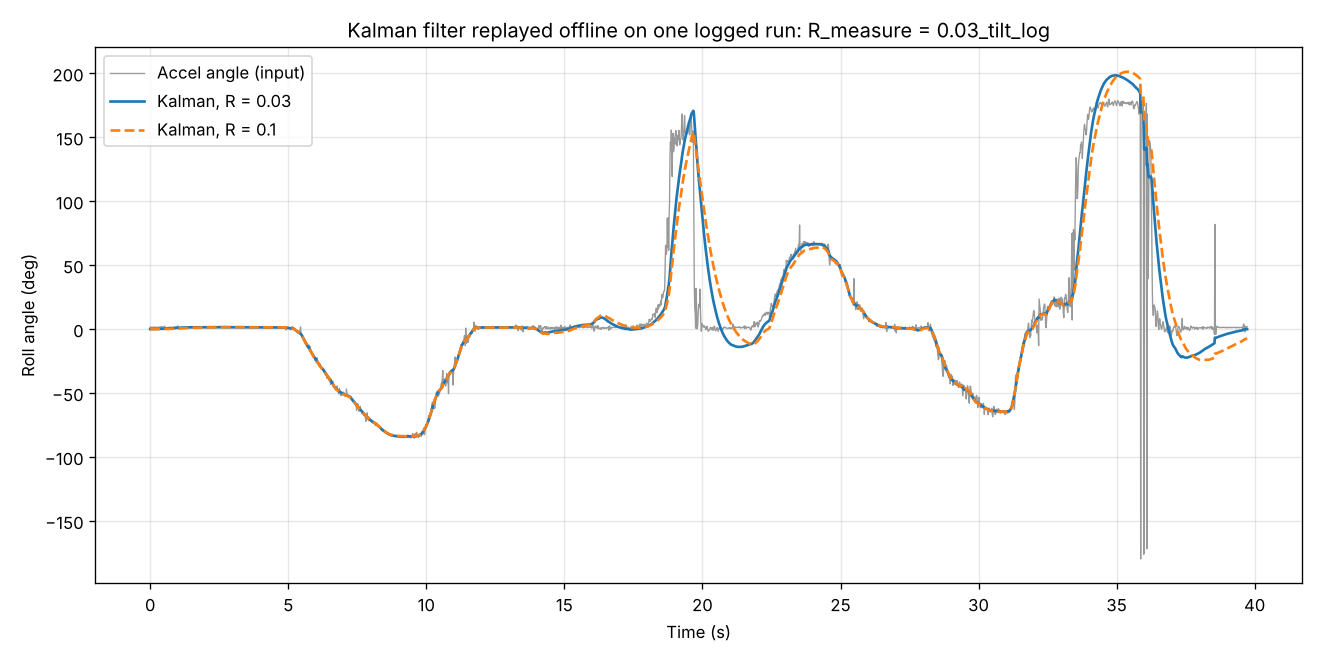 Kalman filter replayed offline on one logged run: R_measure = 0.03_tilt_log
Accel angle (input)
Kalman, R = 0.03
Kalman, R = 0.1
Roll angle (deg)
200
150
100
50
0
−50
−100
−150
0 5 10 15 20 25 30 35 40
Time (s)